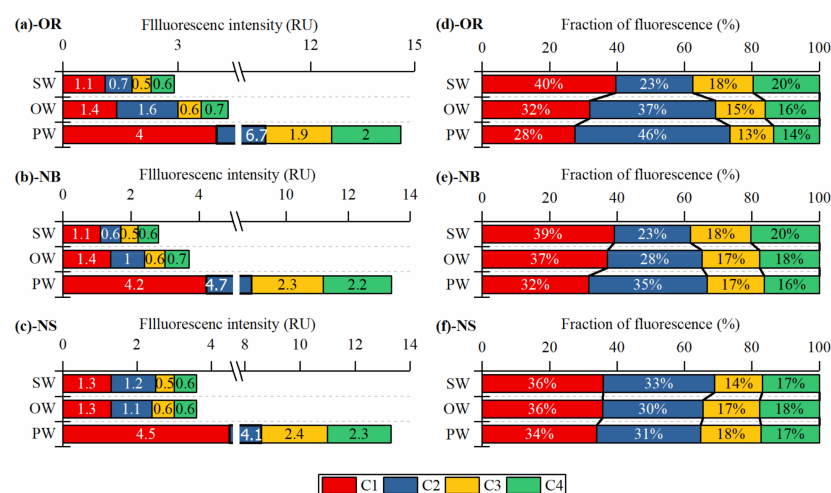 (a)-OR
Fllluorescenc intensity (RU)
0 3 12 15
SW 1.1 0.7 0.5 0.6
OW 1.4 1.6 0.6 0.7
PW 4 6.7 1.9 2
(b)-NB
Fllluorescenc intensity (RU)
0 2 4 10 12 14
SW 1.1 0.6 0.5 0.6
OW 1.4 1 0.6 0.7
PW 4.2 4.7 2.3 2.2
(c)-NS
Fllluorescenc intensity (RU)
0 2 4 8 10 12 14
SW 1.3 1.2 0.5 0.6
OW 1.3 1.1 0.6 0.6
PW 4.5 4.1 2.4 2.3
(d)-OR
Fraction of fluorescence (%)
0 20 40 60 80 100
SW 40% 23% 18% 20%
OW 32% 37% 15% 16%
PW 28% 46% 13% 14%
(e)-NB
Fraction of fluorescence (%)
0 20 40 60 80 100
SW 39% 23% 18% 20%
OW 37% 28% 17% 18%
PW 32% 35% 17% 16%
(f)-NS
Fraction of fluorescence (%)
0 20 40 60 80 100
SW 36% 33% 14% 17%
OW 36% 30% 17% 18%
PW 34% 31% 18% 17%
C1 C2 C3 C4